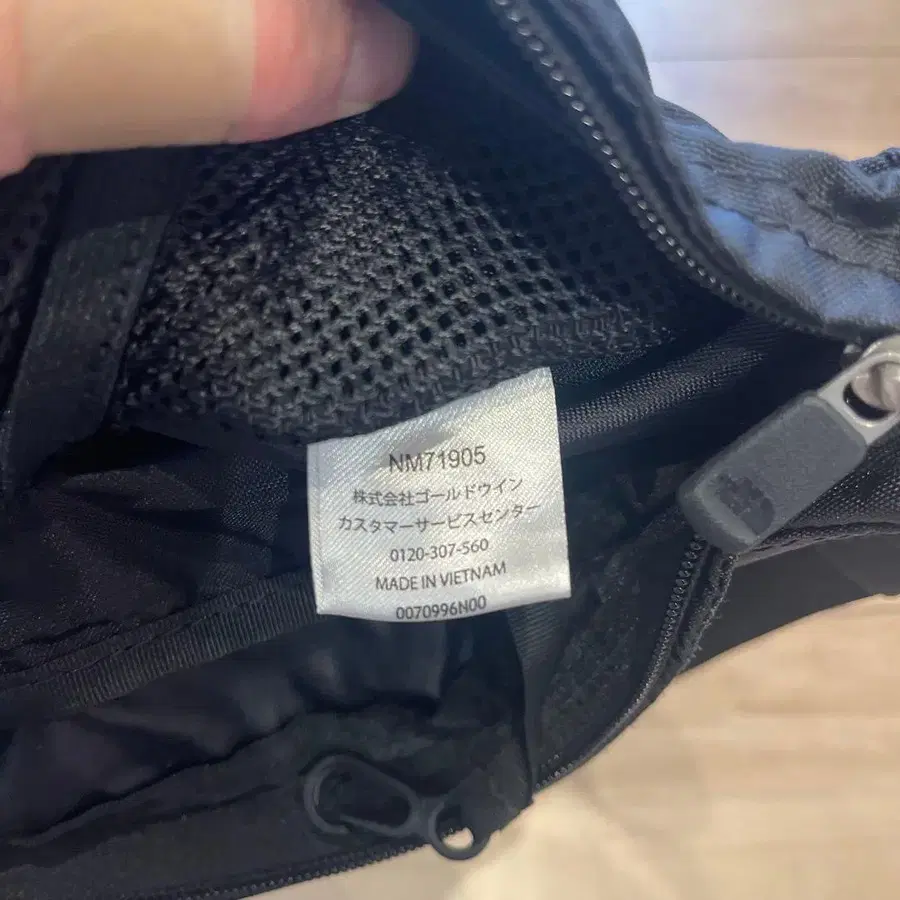 NM71905
株式会社ゴールドウイン
カスタマーサービスセンター
0120-307-560
MADE IN VIETNAM
0070996N00